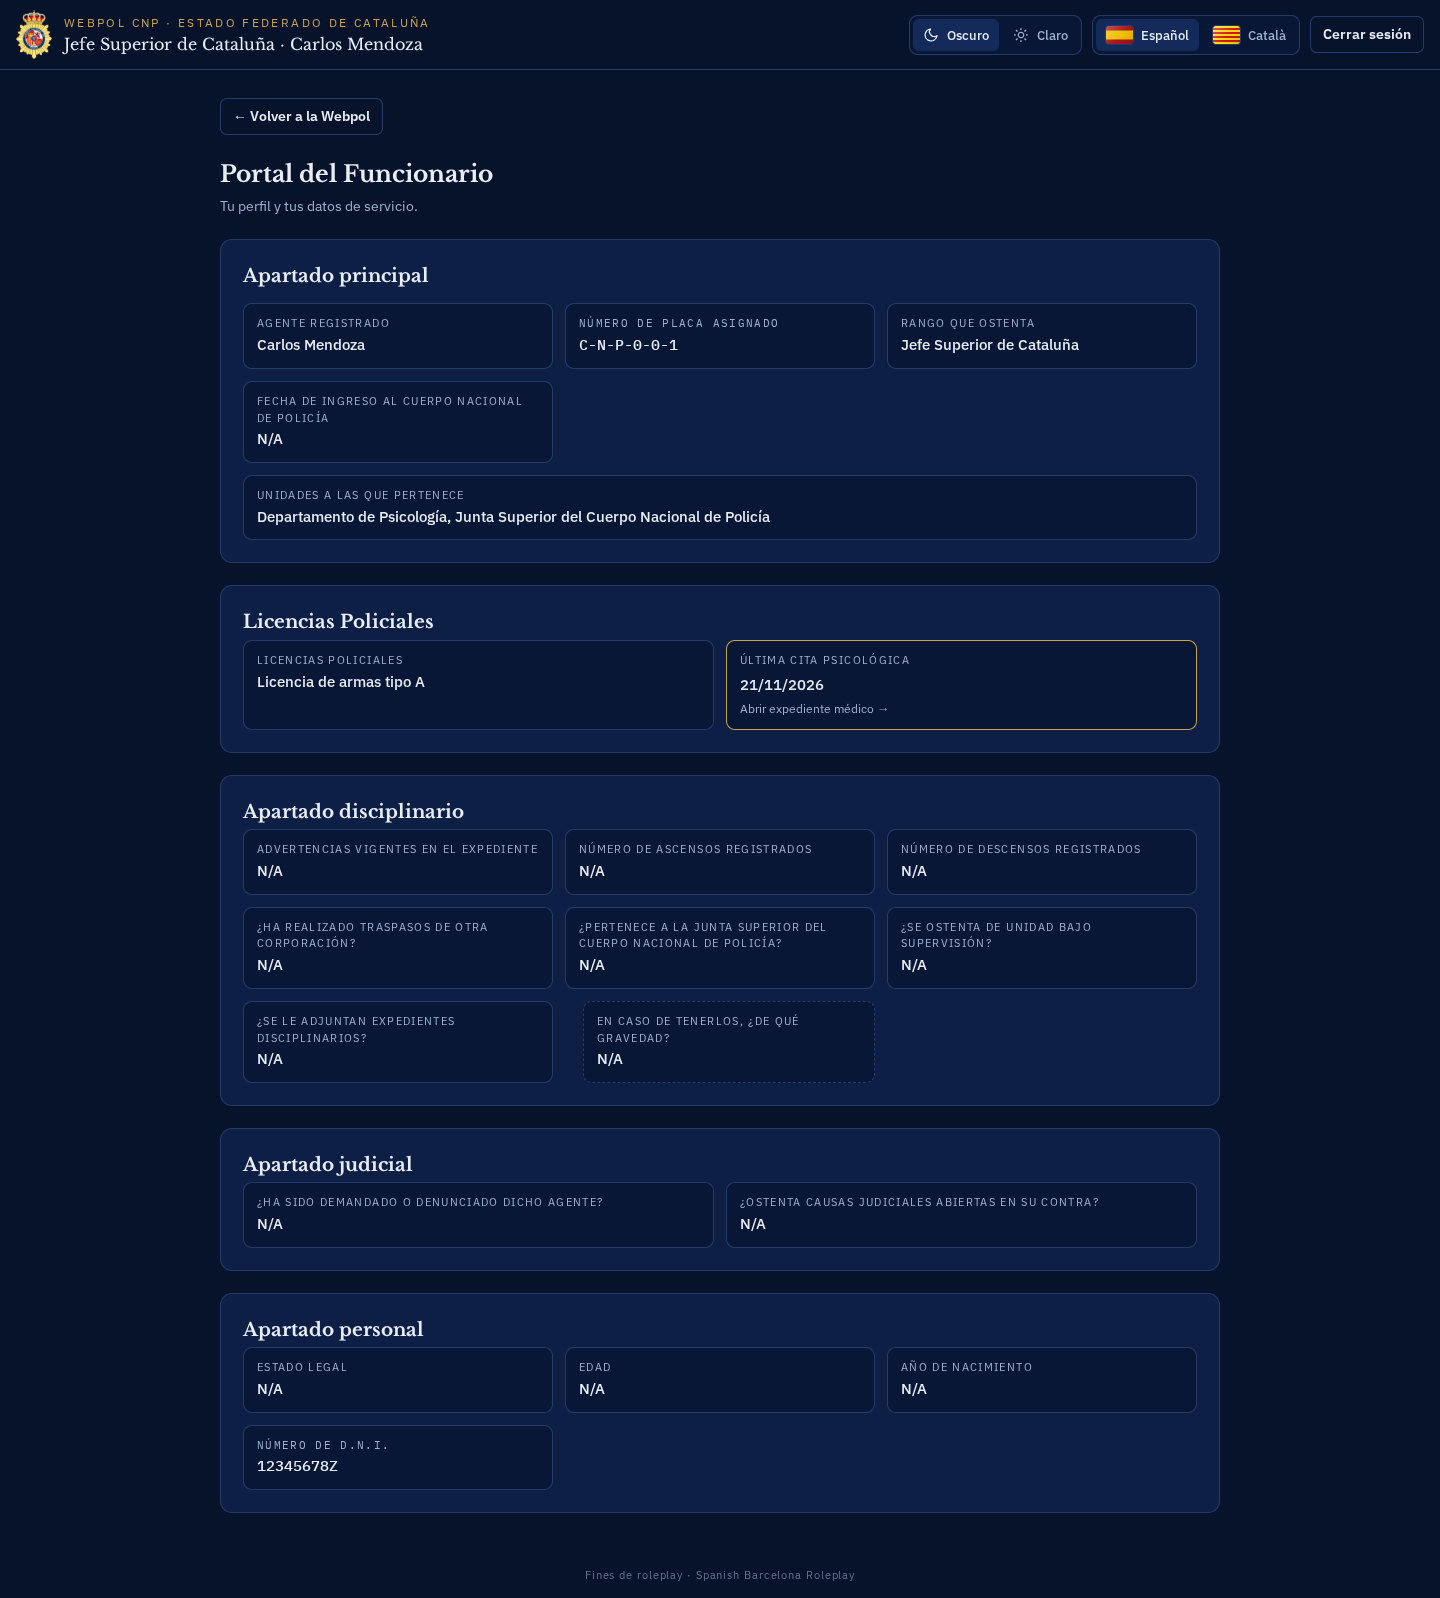 WEBPOL CNP · ESTADO FEDERADO DE CATALUÑA
Jefe Superior de Cataluña · Carlos Mendoza
Oscuro
Claro
Español
Català
Cerrar sesión
← Volver a la Webpol
Portal del Funcionario
Tu perfil y tus datos de servicio.
Apartado principal
AGENTE REGISTRADO
Carlos Mendoza
NÚMERO DE PLACA ASIGNADO
C-N-P-0-0-1
RANGO QUE OSTENTA
Jefe Superior de Cataluña
FECHA DE INGRESO AL CUERPO NACIONAL
DE POLICÍA
N/A
UNIDADES A LAS QUE PERTENECE
Departamento de Psicología, Junta Superior del Cuerpo Nacional de Policía
Licencias Policiales
LICENCIAS POLICIALES
Licencia de armas tipo A
ÚLTIMA CITA PSICOLÓGICA
21/11/2026
Abrir expediente médico →
Apartado disciplinario
ADVERTENCIAS VIGENTES EN EL EXPEDIENTE
N/A
NÚMERO DE ASCENSOS REGISTRADOS
N/A
NÚMERO DE DESCENSOS REGISTRADOS
N/A
¿HA REALIZADO TRASPASOS DE OTRA
CORPORACIÓN?
N/A
¿PERTENECE A LA JUNTA SUPERIOR DEL
CUERPO NACIONAL DE POLICÍA?
N/A
¿SE OSTENTA DE UNIDAD BAJO
SUPERVISIÓN?
N/A
¿SE LE ADJUNTAN EXPEDIENTES
DISCIPLINARIOS?
N/A
EN CASO DE TENERLOS, ¿DE QUÉ
GRAVEDAD?
N/A
Apartado judicial
¿HA SIDO DEMANDADO O DENUNCIADO DICHO AGENTE?
N/A
¿OSTENTA CAUSAS JUDICIALES ABIERTAS EN SU CONTRA?
N/A
Apartado personal
ESTADO LEGAL
N/A
EDAD
N/A
AÑO DE NACIMIENTO
N/A
NÚMERO DE D.N.I.
12345678Z
Fines de roleplay · Spanish Barcelona Roleplay